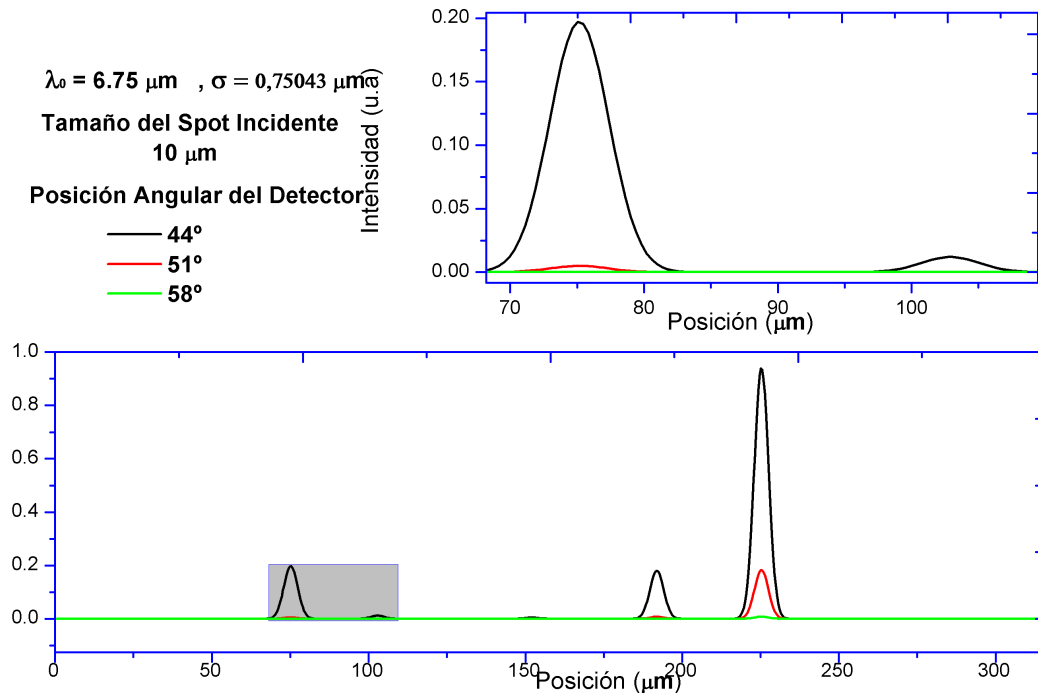 λ₀ = 6.75 μm , σ = 0,75043 μm
Tamaño del Spot Incidente
10 μm
Posición Angular del Detector
44º
51º
58º
Intensidad (u.a)
0.20
0.15
0.10
0.05
0.00
70 80 90 100
Posición (μm)
1.0
0.8
0.6
0.4
0.2
0.0
0 50 100 150 200 250 300
Posición (μm)